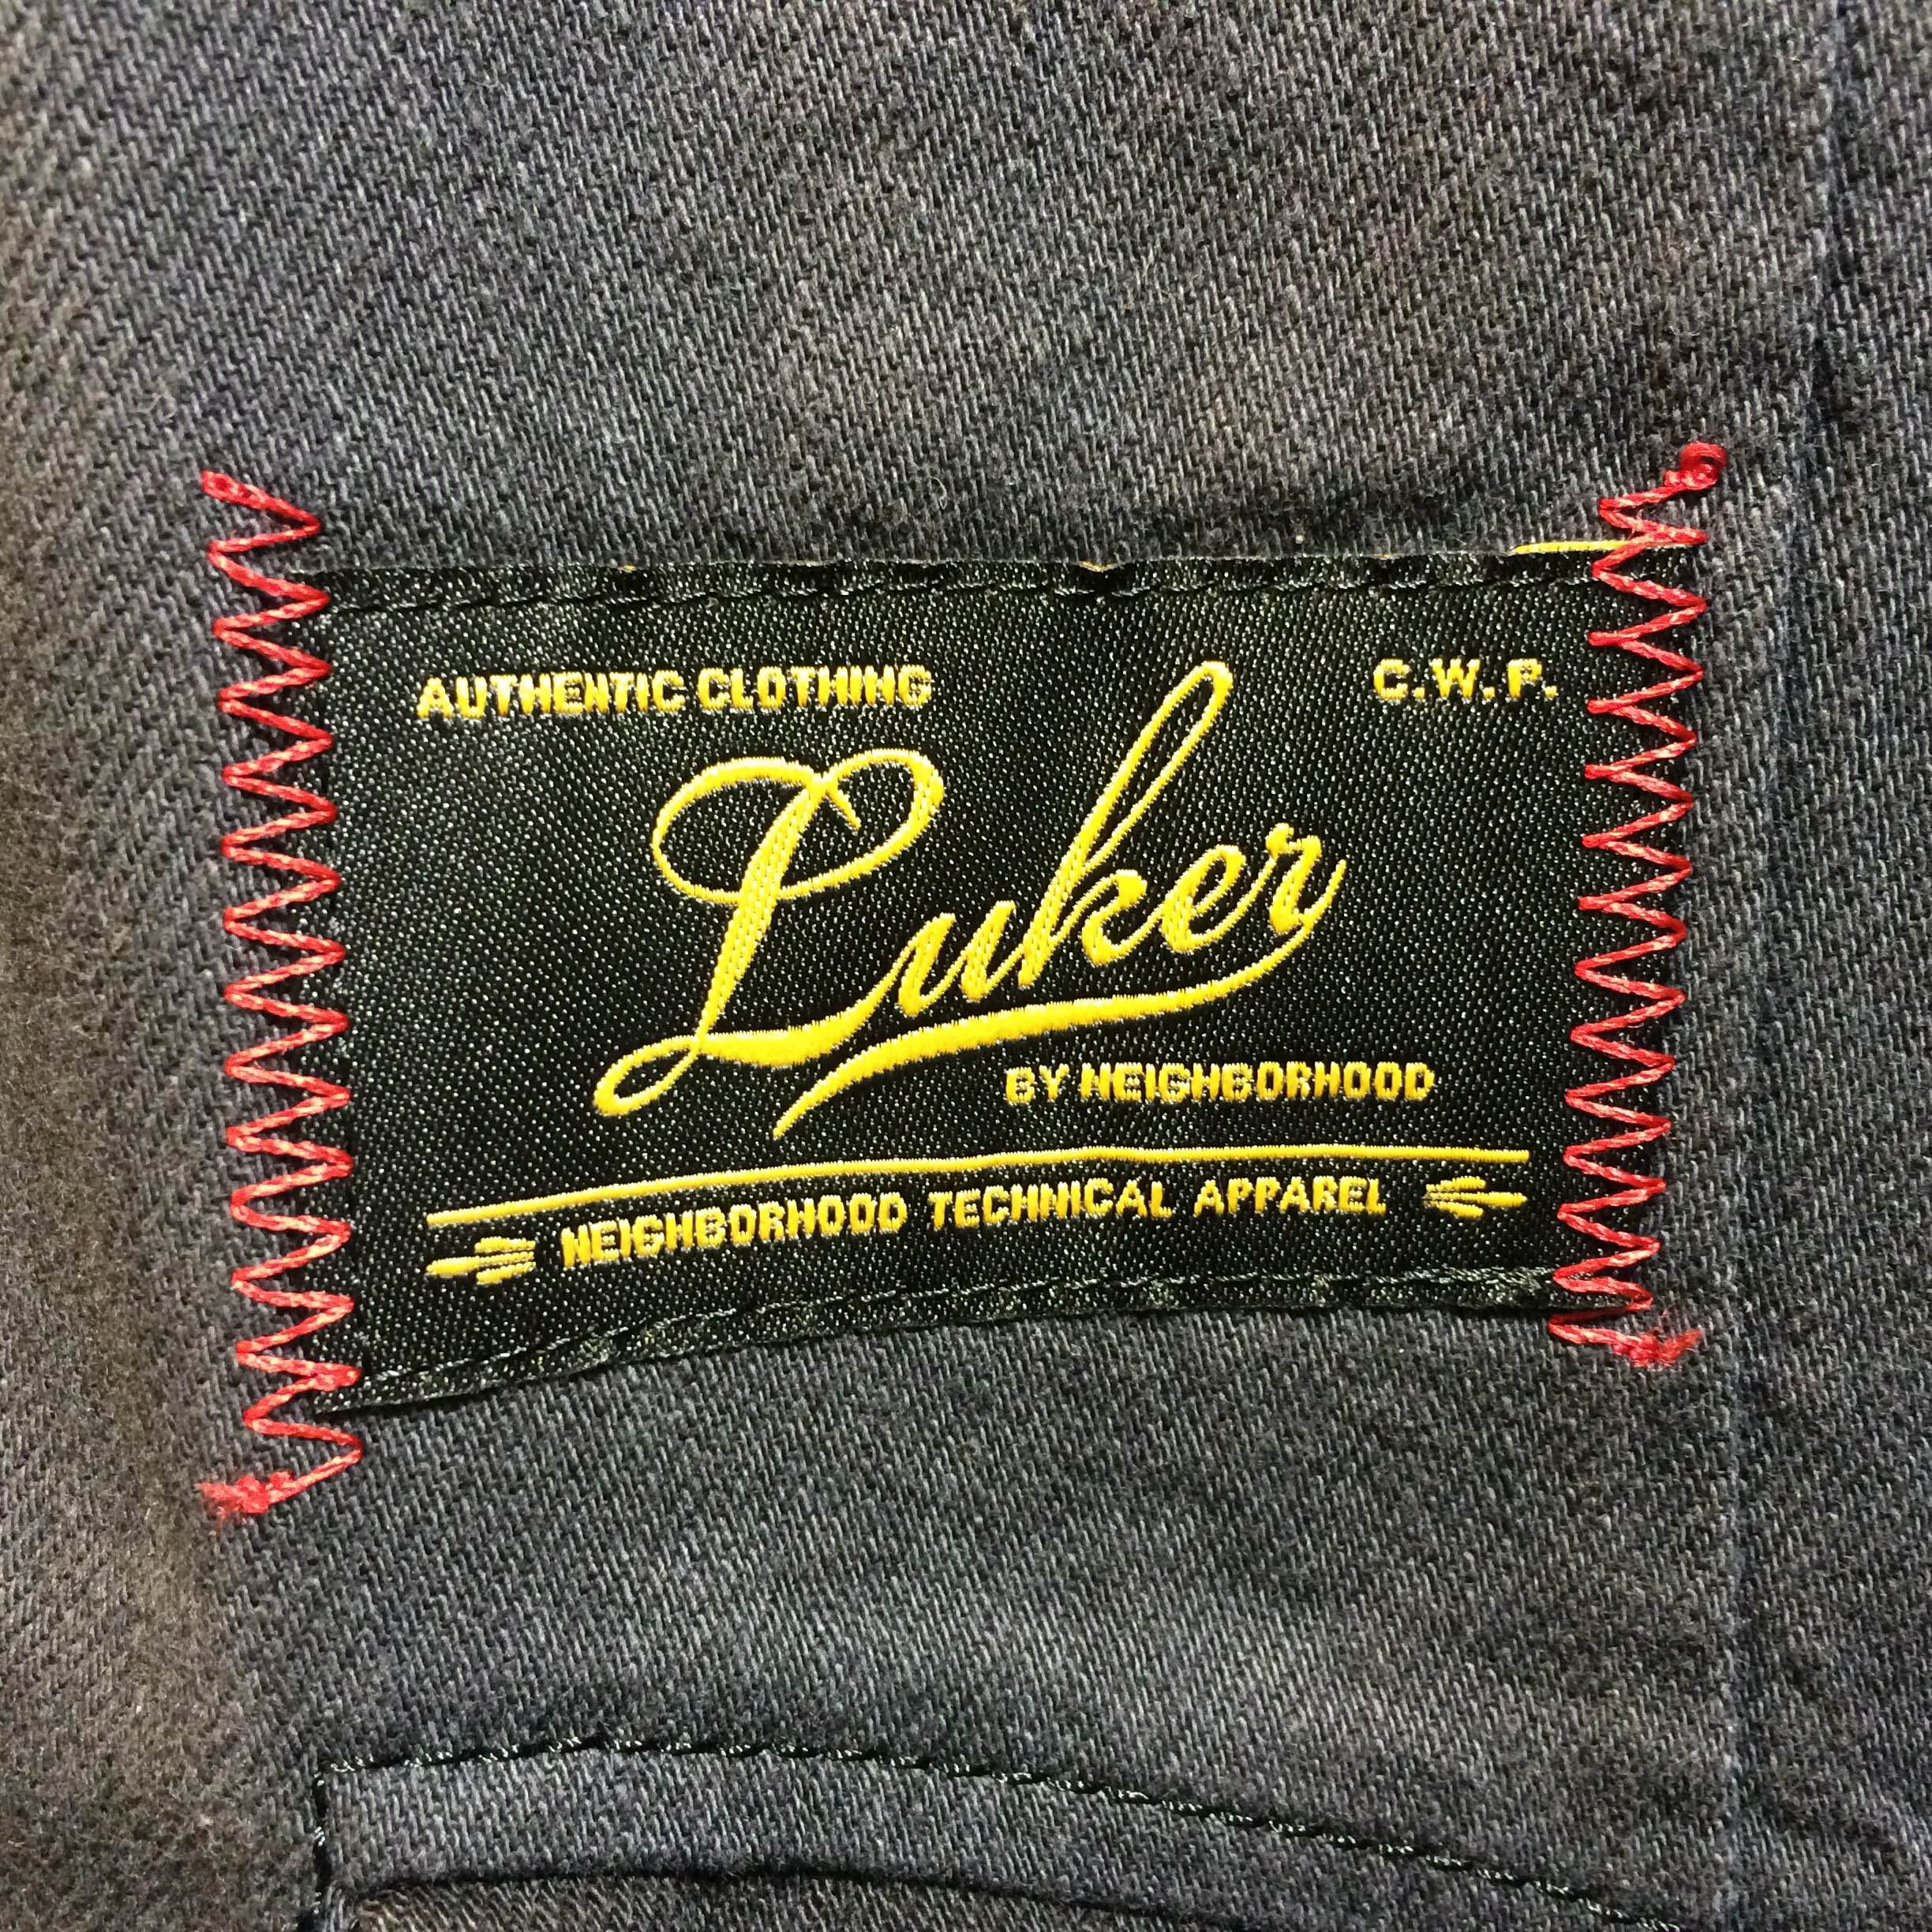 AUTHENTIC CLOTHING
C.W.P.
Luker
BY NEIGHBORHOOD
NEIGHBORHOOD TECHNICAL APPAREL